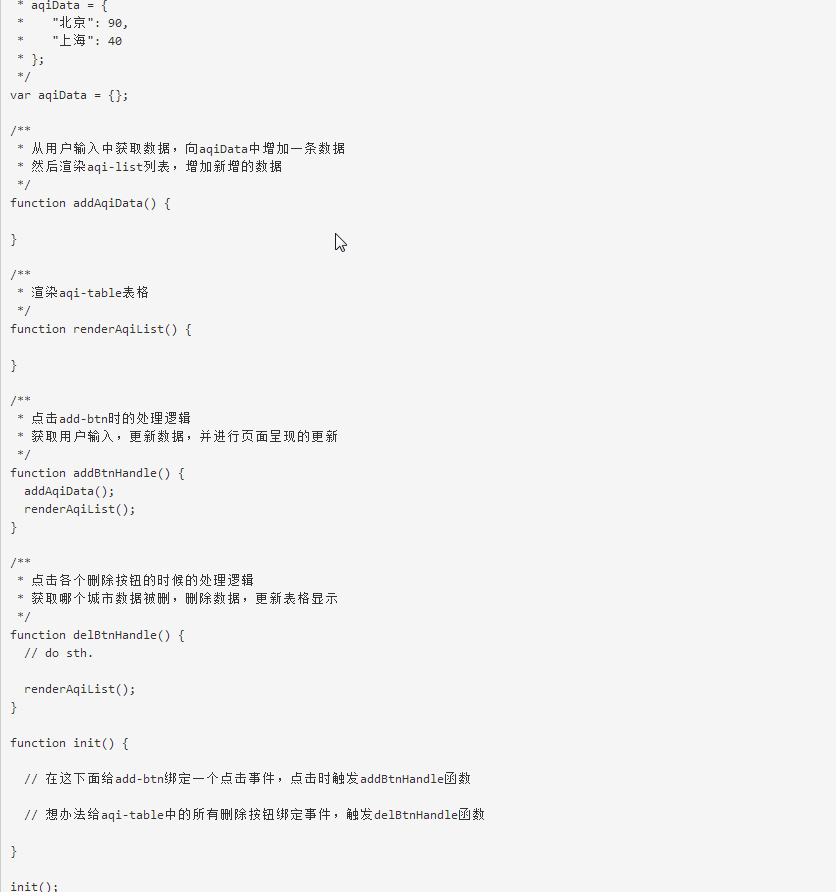 * aqiData = {
*    "北京": 90,
*    "上海": 40
* };
*/
var aqiData = {};
/**
* 从用户输入中获取数据，向aqiData中增加一条数据
* 然后渲染aqi-list列表，增加新增的数据
*/
function addAqiData() {
}
/**
* 渲染aqi-table表格
*/
function renderAqiList() {
}
/**
* 点击add-btn时的处理逻辑
* 获取用户输入，更新数据，并进行页面呈现的更新
*/
function addBtnHandle() {
addAqiData();
renderAqiList();
}
/**
* 点击各个删除按钮的时候的处理逻辑
* 获取哪个城市数据被删，删除数据，更新表格显示
*/
function delBtnHandle() {
// do sth.
renderAqiList();
}
function init() {
// 在这下面给add-btn绑定一个点击事件，点击时触发addBtnHandle函数
// 想办法给aqi-table中的所有删除按钮绑定事件，触发delBtnHandle函数
}
init();